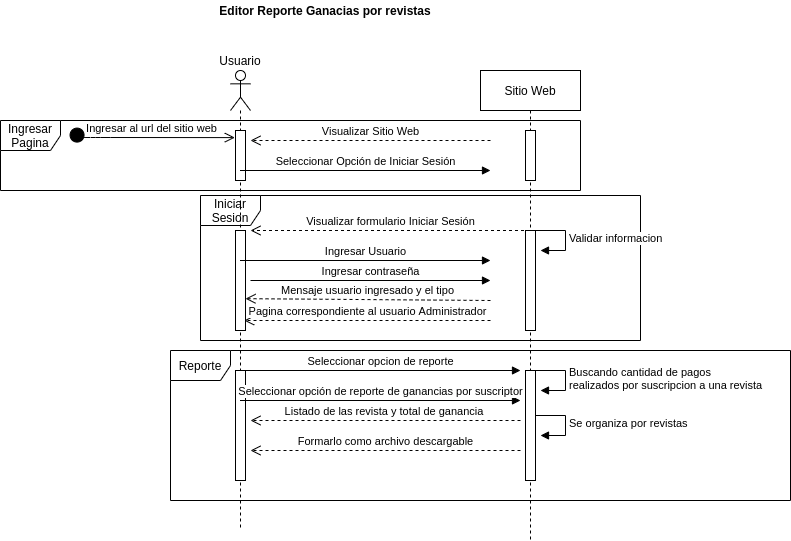 Editor Reporte Ganacias por revistas
Usuario
Sitio Web
Ingresar
Pagina
Ingresar al url del sitio web
Visualizar Sitio Web
Seleccionar Opción de Iniciar Sesión
Iniciar
Sesión
Visualizar formulario Iniciar Sesión
Validar informacion
Ingresar Usuario
Ingresar contraseña
Mensaje usuario ingresado y el tipo
Pagina correspondiente al usuario Administrador
Reporte
Seleccionar opcion de reporte
Buscando cantidad de pagos
realizados por suscripcion a una revista
Seleccionar opción de reporte de ganancias por suscriptor
Listado de las revista y total de ganancia
Se organiza por revistas
Formarlo como archivo descargable